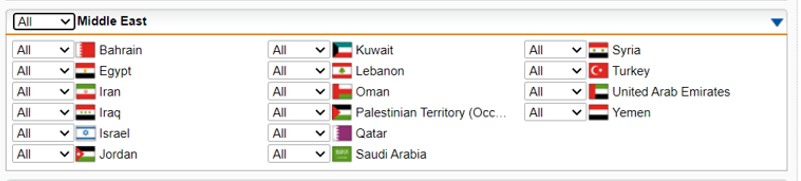 All Middle East
All Bahrain All Kuwait All Syria
All Egypt All Lebanon All Turkey
All Iran All Oman All United Arab Emirates
All Iraq All Palestinian Territory (Occ... All Yemen
All Israel All Qatar
All Jordan All Saudi Arabia